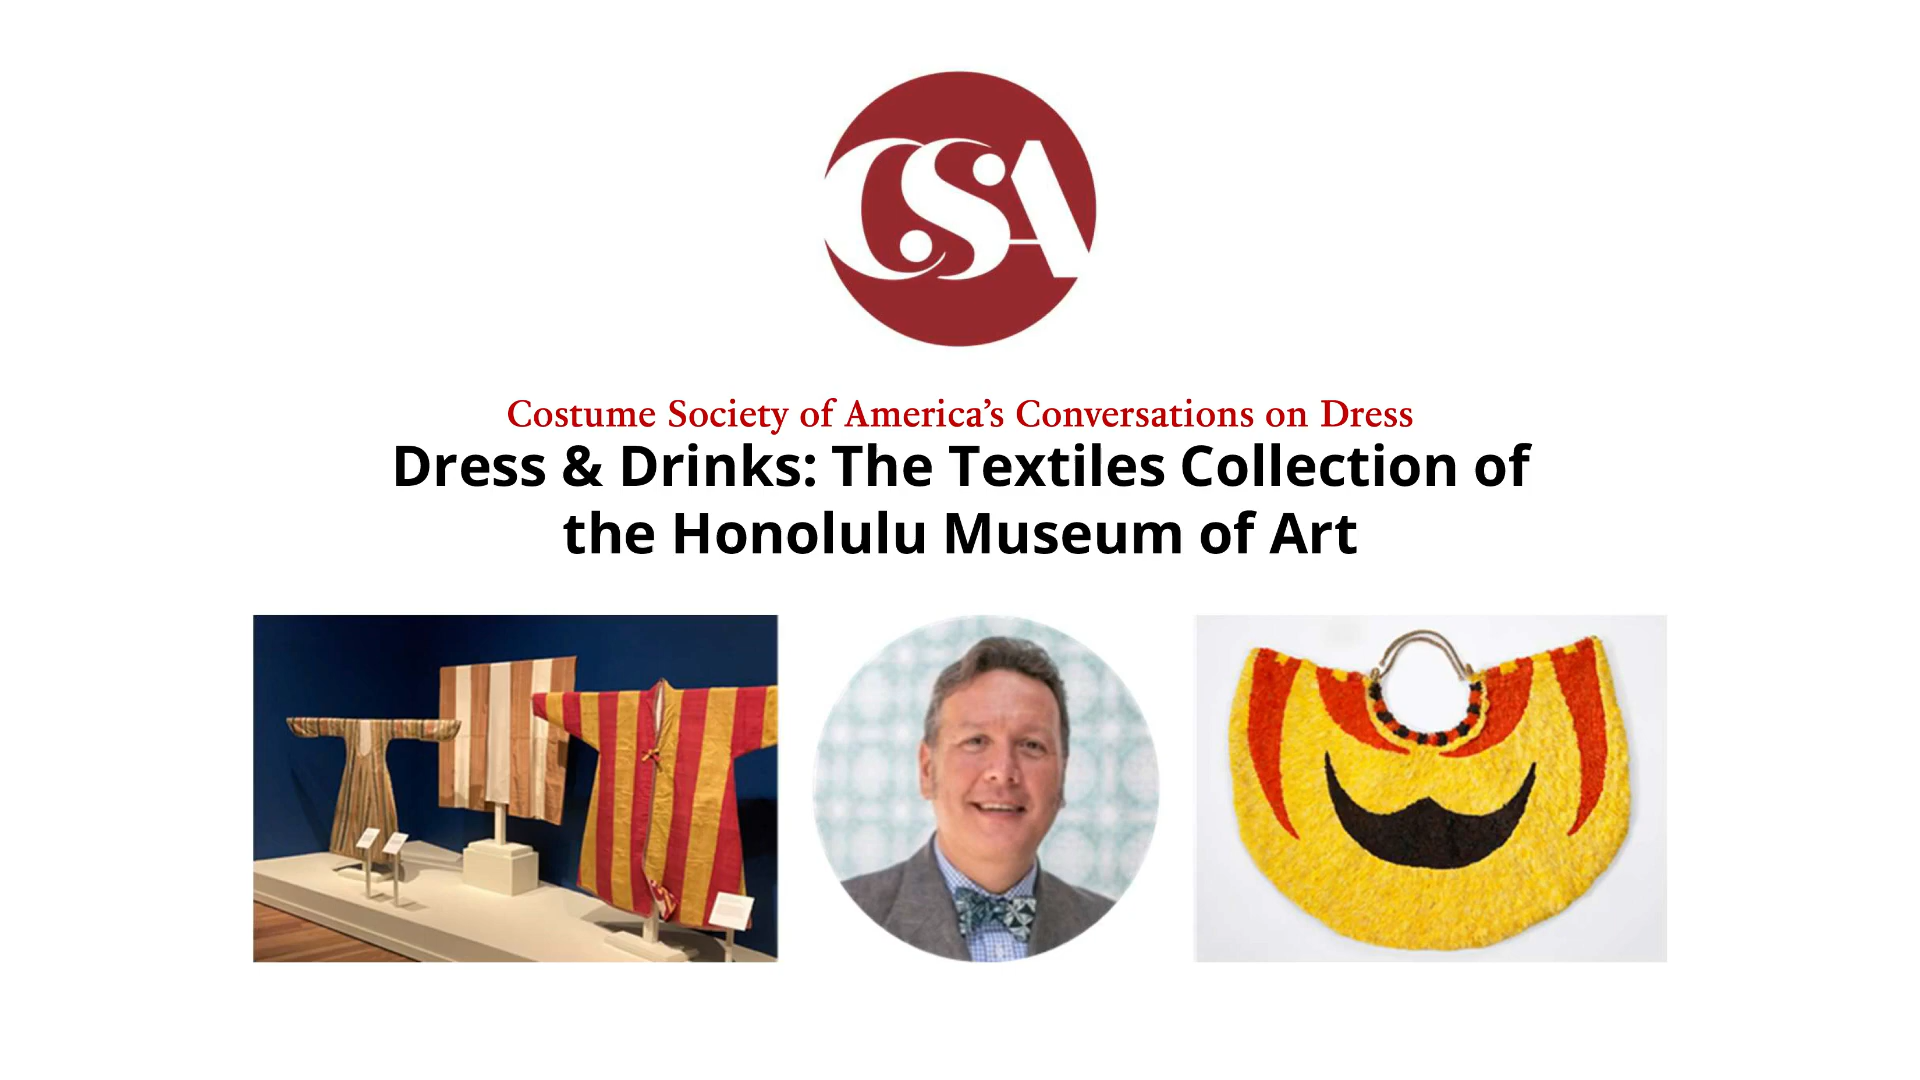 CSA
Costume Society of America’s Conversations on Dress
Dress & Drinks: The Textiles Collection of
the Honolulu Museum of Art